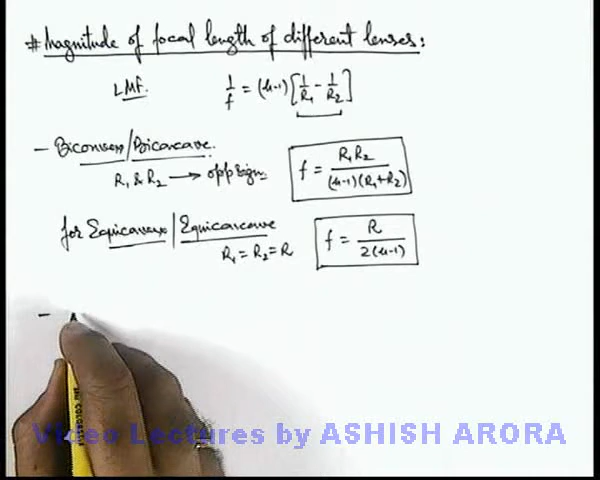 # Magnitude of focal length of different lenses:
LMF. 1/f = (μ-1) [1/R₁ - 1/R₂]
- Biconvex/Biconcave.
R₁ & R₂ → opp sign. f = R₁R₂/(μ-1)(R₁+R₂)
for Equiconvex | Equiconcave
R₁ = R₂ = R f = R/2(μ-1)
-
Video Lectures by ASHISH ARORA